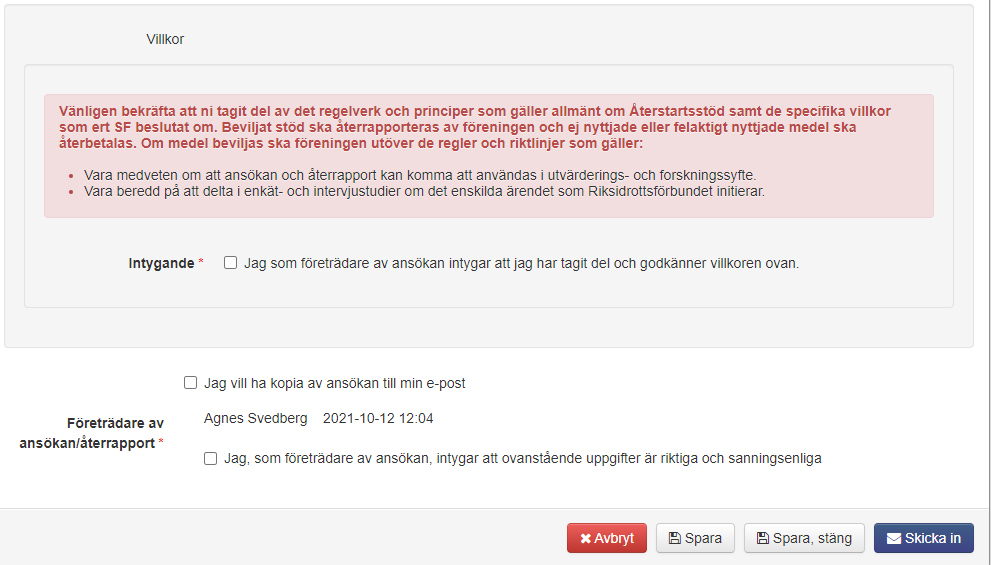 Villkor
Vänligen bekräfta att ni tagit del av det regelverk och principer som gäller allmänt om Återstartsstöd samt de specifika villkor
som ert SF beslutat om. Beviljat stöd ska återrapporteras av föreningen och ej nyttjade eller felaktigt nyttjade medel ska
återbetalas. Om medel beviljas ska föreningen utöver de regler och riktlinjer som gäller:
• Vara medveten om att ansökan och återrapport kan komma att användas i utvärderings- och forskningssyfte.
• Vara beredd på att delta i enkät- och intervjustudier om det enskilda ärendet som Riksidrottsförbundet initierar.
Intygande * Jag som företrädare av ansökan intygar att jag har tagit del och godkänner villkoren ovan.
Jag vill ha kopia av ansökan till min e-post
Företrädare av
ansökan/återrapport *
Agnes Svedberg 2021-10-12 12:04
Jag, som företrädare av ansökan, intygar att ovanstående uppgifter är riktiga och sanningsenliga
Avbryt Spara Spara, stäng Skicka in